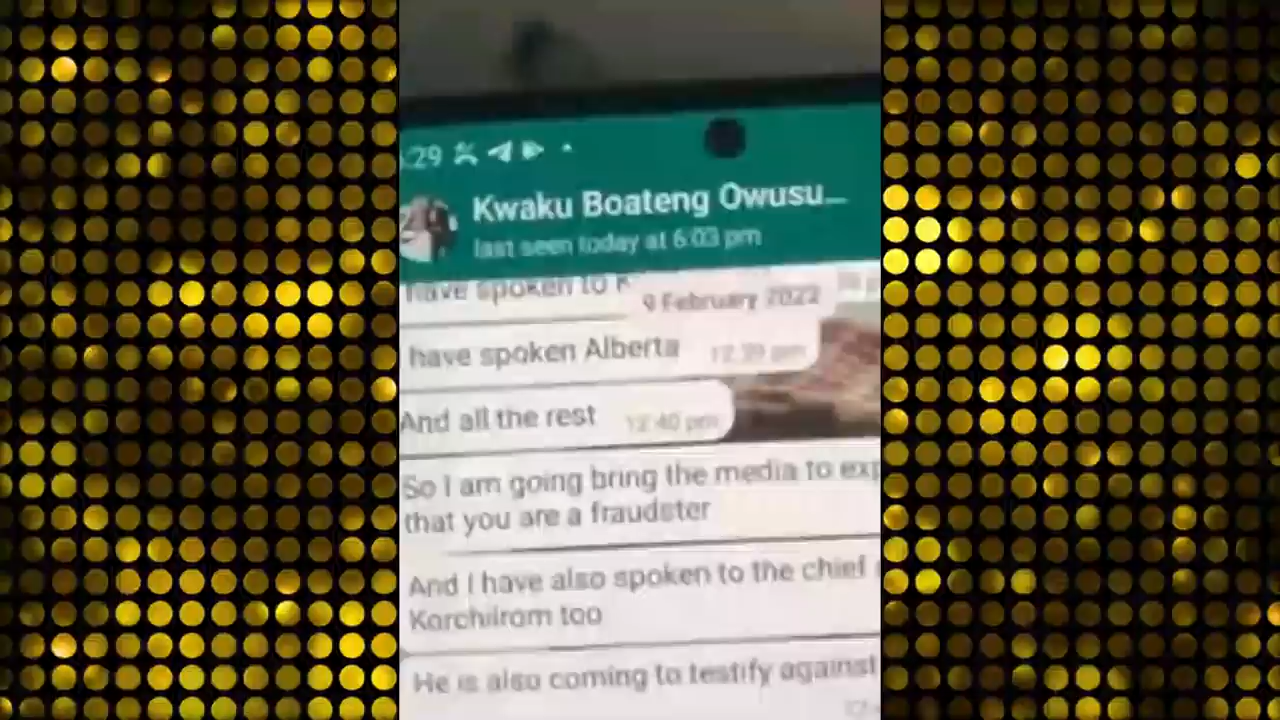 :29
Kwaku Boateng Owusu...
last seen today at 6:03 pm
have spoken to K
9 February 2022
have spoken Alberta 12:39 pm
And all the rest 12:40 pm
So I am going bring the media to exp
that you are a fraudster
And I have also spoken to the chief
Korchiirom too
He is also coming to testify against